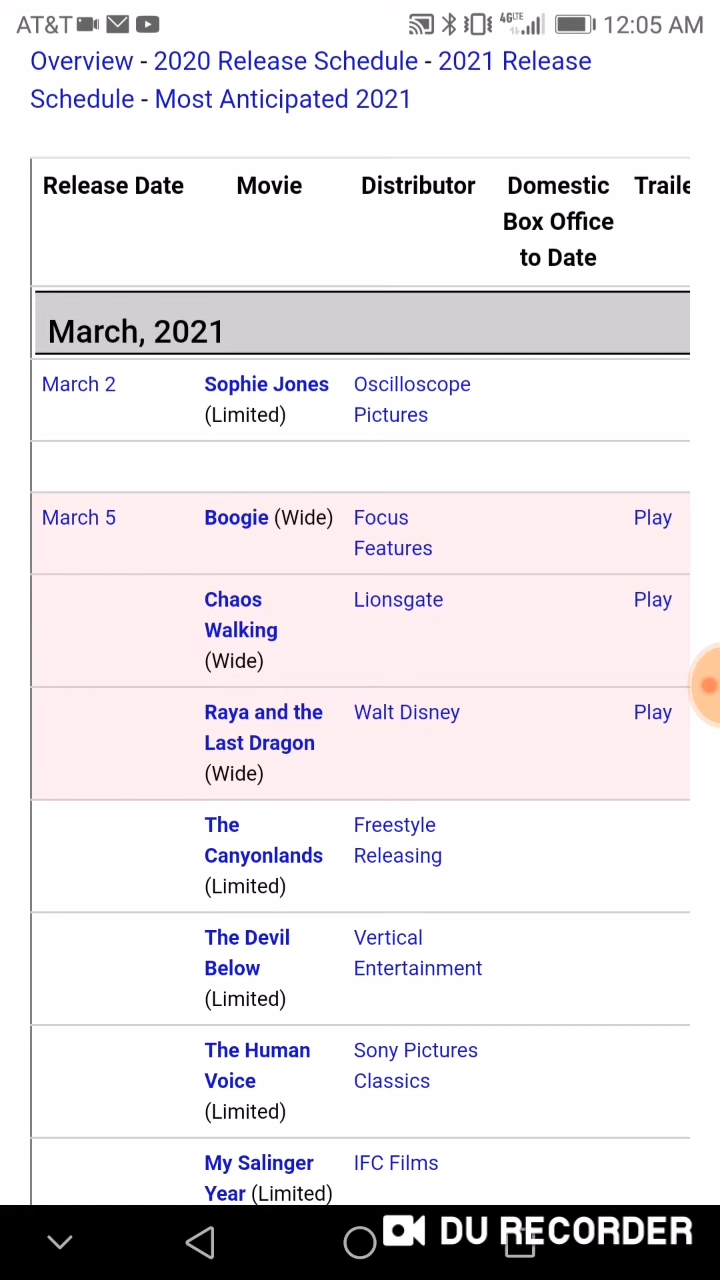 AT&T 4G LTE 12:05 AM
Overview - 2020 Release Schedule - 2021 Release
Schedule - Most Anticipated 2021
Release Date Movie Distributor Domestic Traile
Box Office
to Date
March, 2021
March 2 Sophie Jones Oscilloscope
(Limited) Pictures
March 5 Boogie (Wide) Focus Play
Features
Chaos Lionsgate Play
Walking
(Wide)
Raya and the Walt Disney Play
Last Dragon
(Wide)
The Freestyle
Canyonlands Releasing
(Limited)
The Devil Vertical
Below Entertainment
(Limited)
The Human Sony Pictures
Voice Classics
(Limited)
My Salinger IFC Films
Year (Limited)
DU RECORDER